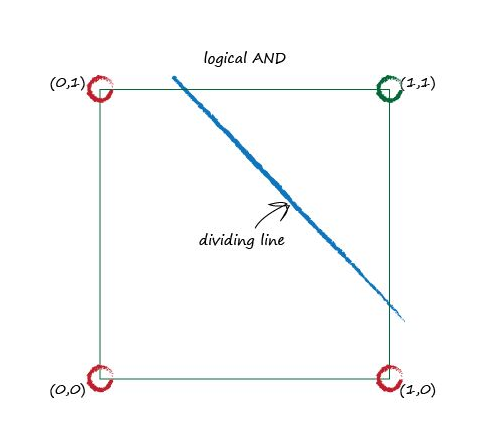 logical AND
(0,1)
(1,1)
dividing line
(0,0)
(1,0)